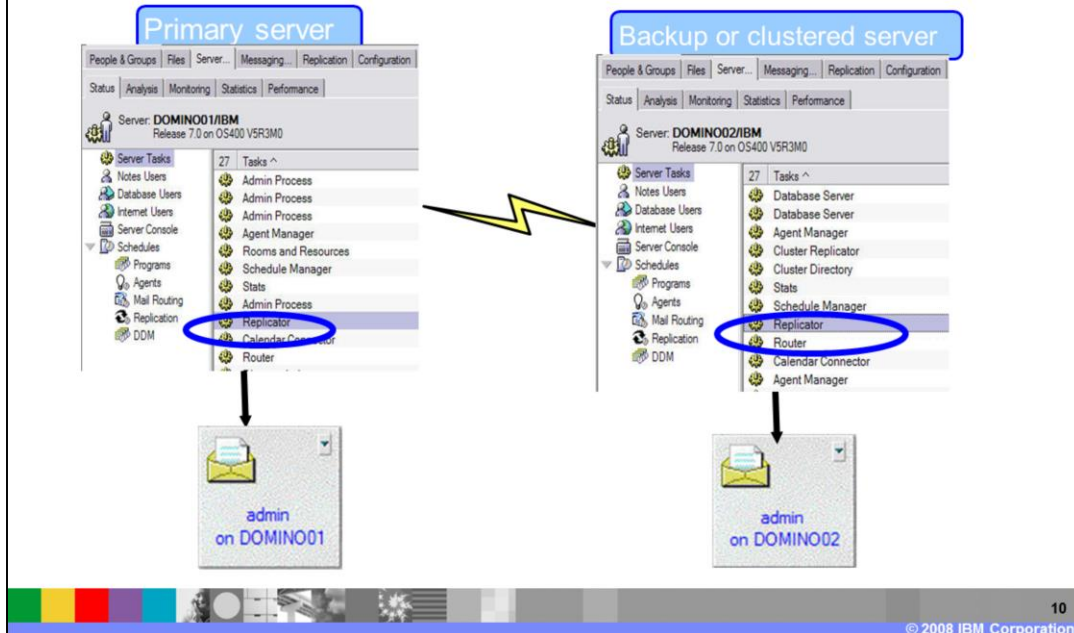 Primary server
People & Groups Files Server... Messaging... Replication Configuration
Status Analysis Monitoring Statistics Performance
Server: DOMINO01/IBM
Release 7.0 on OS400 V5R3M0
Server Tasks
Notes Users
Database Users
Internet Users
Server Console
Schedules
Programs
Agents
Mail Routing
Replication
DDM
27 Tasks ^
Admin Process
Admin Process
Admin Process
Agent Manager
Rooms and Resources
Schedule Manager
Stats
Admin Process
Replicator
Calendar Connector
Router
admin
on DOMINO01
Backup or clustered server
People & Groups Files Server... Messaging... Replication Configuration
Status Analysis Monitoring Statistics Performance
Server: DOMINO02/IBM
Release 7.0 on OS400 V5R3M0
Server Tasks
Notes Users
Database Users
Internet Users
Server Console
Schedules
Programs
Agents
Mail Routing
Replication
DDM
27 Tasks ^
Database Server
Database Server
Agent Manager
Cluster Replicator
Cluster Directory
Stats
Schedule Manager
Replicator
Router
Calendar Connector
Agent Manager
admin
on DOMINO02
10
© 2008 IBM Corporation